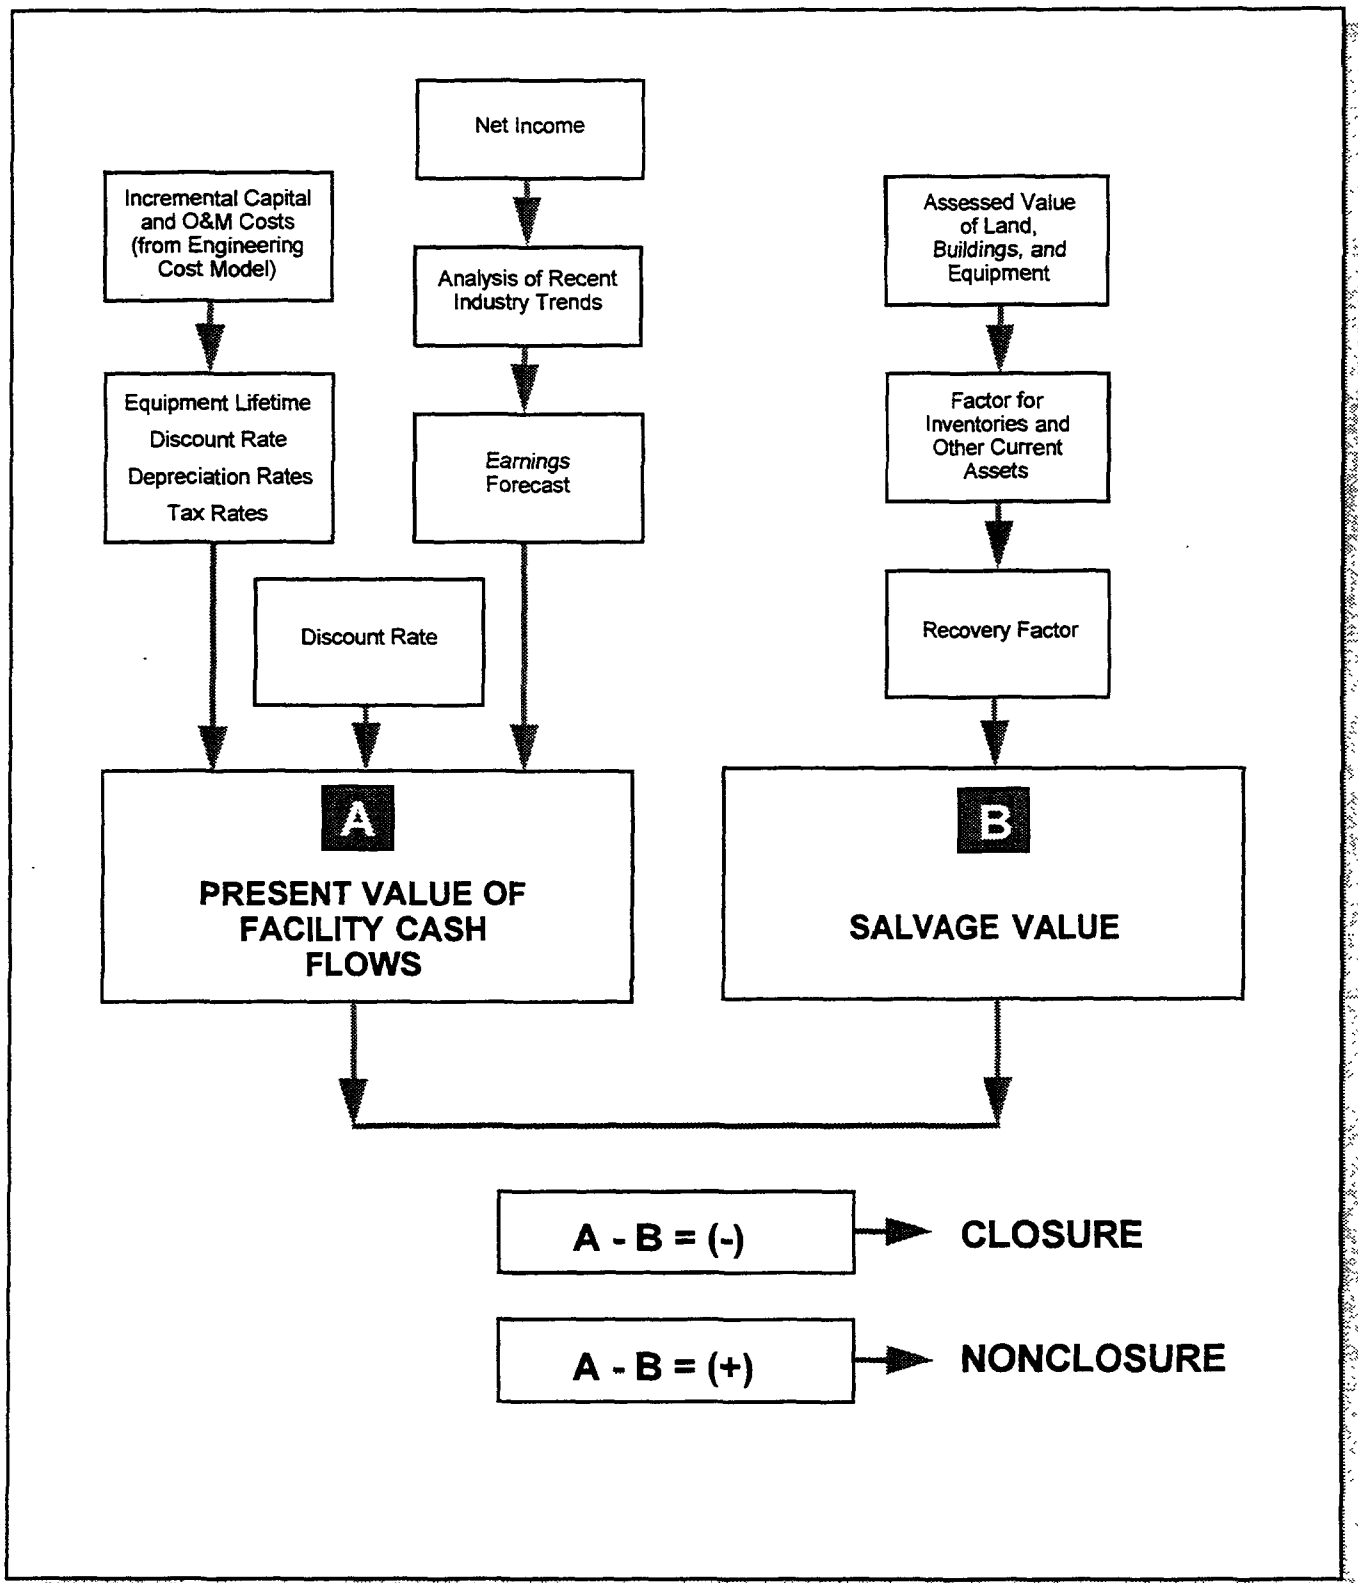 Net Income
Incremental Capital
and O&M Costs
(from Engineering
Cost Model)
Analysis of Recent
Industry Trends
Assessed Value
of Land,
Buildings, and
Equipment
Equipment Lifetime
Discount Rate
Depreciation Rates
Tax Rates
Earnings
Forecast
Factor for
Inventories and
Other Current
Assets
Discount Rate
Recovery Factor
A
PRESENT VALUE OF
FACILITY CASH
FLOWS
B
SALVAGE VALUE
A - B = (-)
CLOSURE
A - B = (+)
NONCLOSURE